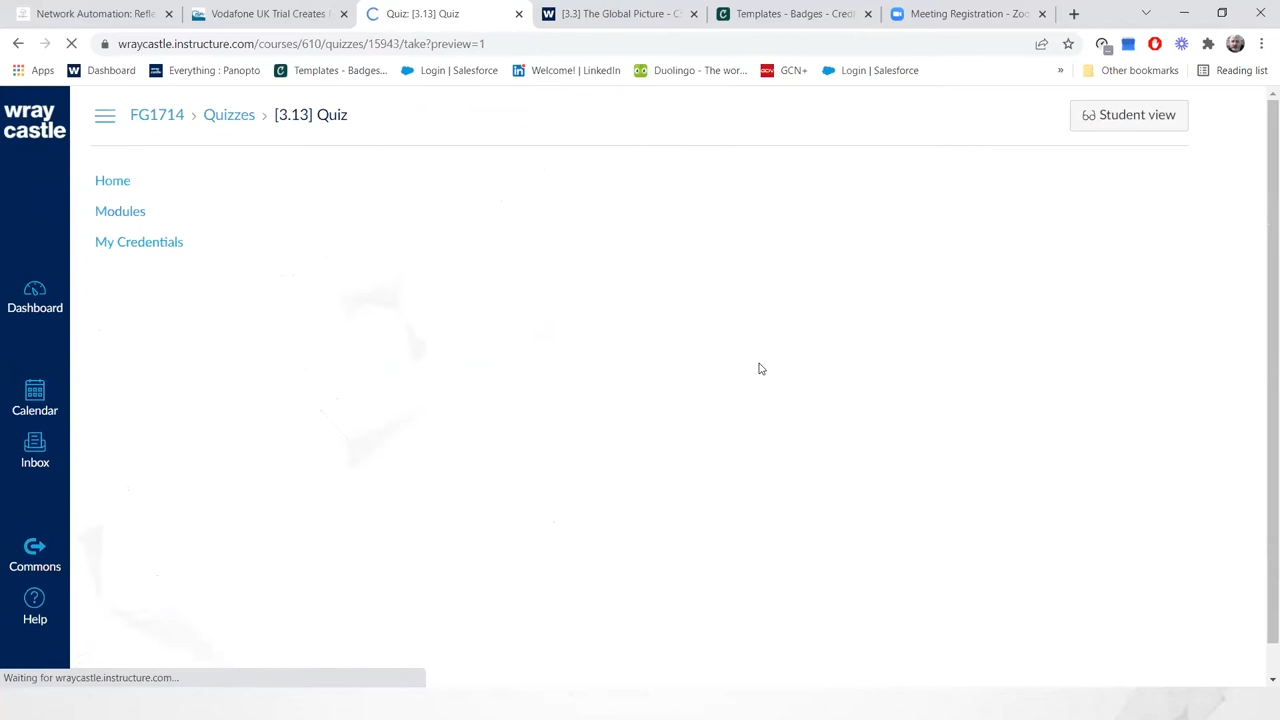 Network Automation: Refle
Vodafone UK Trial Creates F
Quiz: [3.13] Quiz
[3.3] The Global Picture - C
Templates - Badges - Credl
Meeting Registration - Zoo
wraycastle.instructure.com/courses/610/quizzes/15943/take?preview=1
Apps
Dashboard
Everything : Panopto
Templates - Badges...
Login | Salesforce
Welcome! | LinkedIn
Duolingo - The wor...
GCN+
Login | Salesforce
»
Other bookmarks
Reading list
wray
castle
FG1714 › Quizzes › [3.13] Quiz
Student view
Home
Modules
My Credentials
Dashboard
Calendar
Inbox
Commons
Help
Waiting for wraycastle.instructure.com...